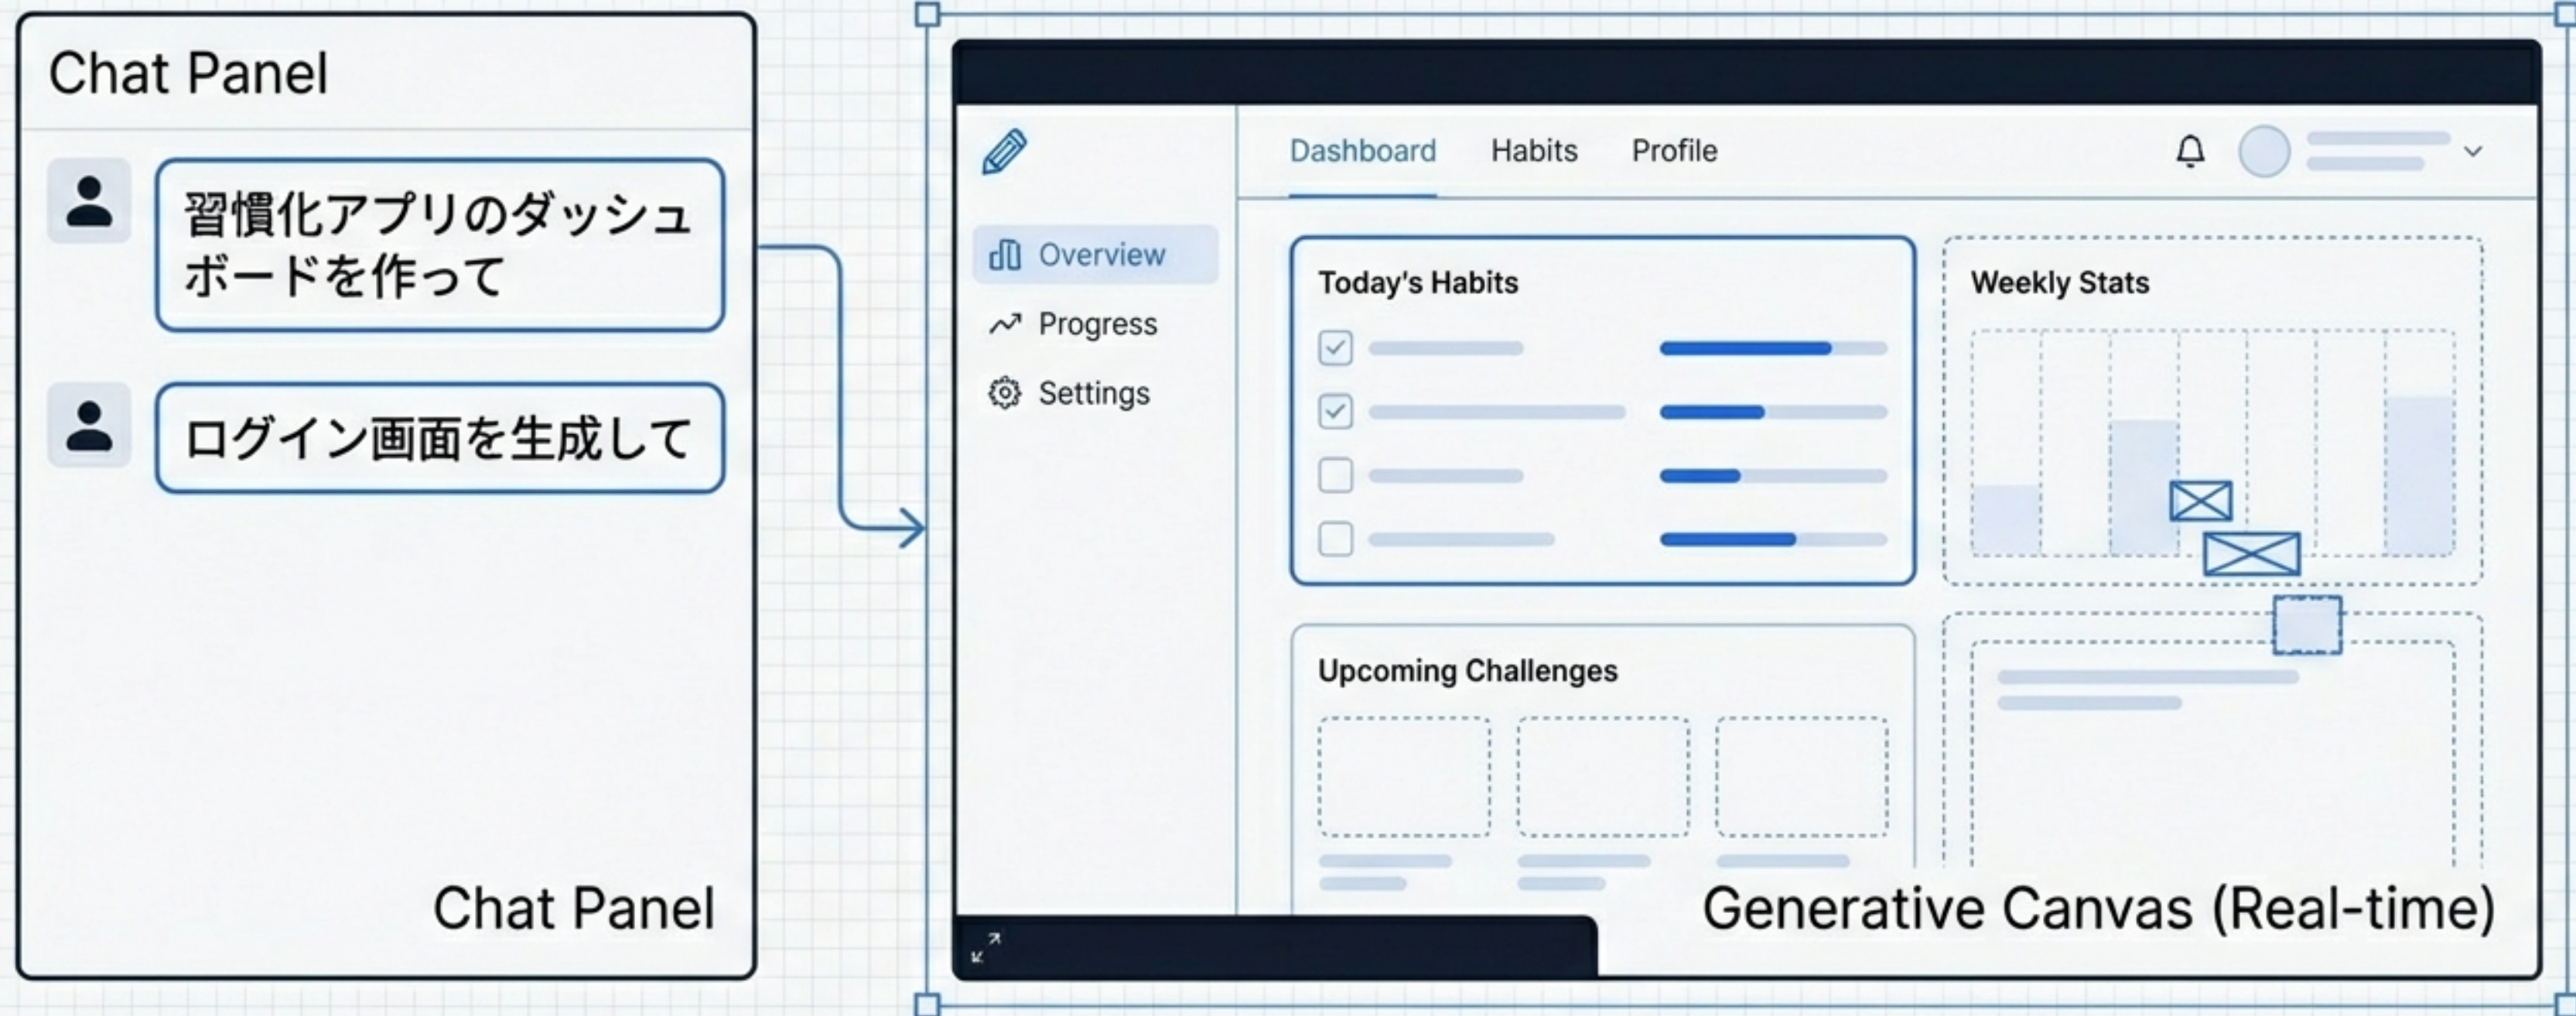 Chat Panel
習慣化アプリのダッシュ
ボードを作って
ログイン画面を生成して
Chat Panel
Dashboard
Habits
Profile
Overview
Progress
Settings
Today's Habits
Weekly Stats
Upcoming Challenges
Generative Canvas (Real-time)